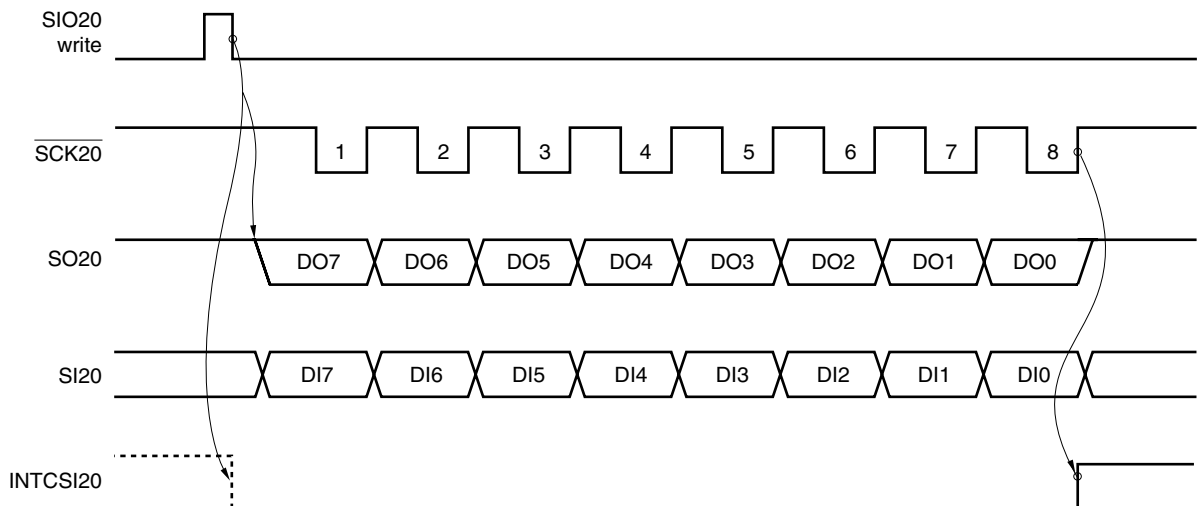 SIO20
write
SCK20
1 2 3 4 5 6 7 8
SO20
DO7 DO6 DO5 DO4 DO3 DO2 DO1 DO0
SI20
DI7 DI6 DI5 DI4 DI3 DI2 DI1 DI0
INTCSI20